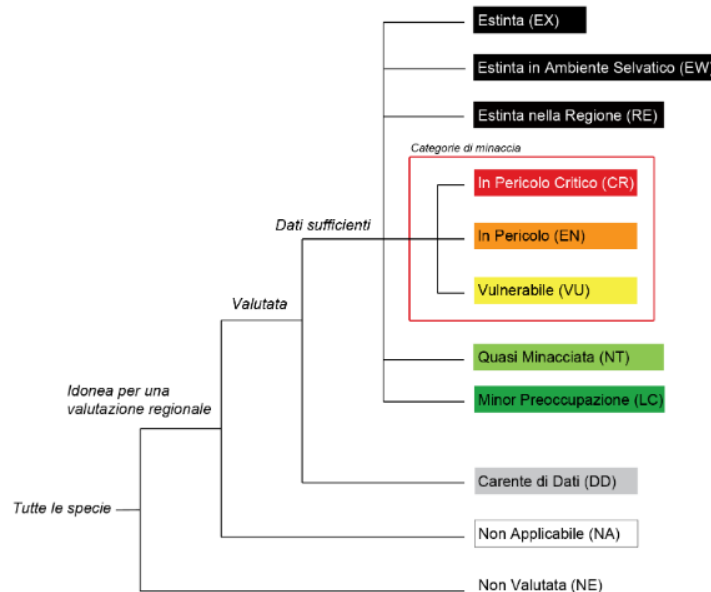 Estinta (EX)
Estinta in Ambiente Selvatico (EW)
Estinta nella Regione (RE)
Categorie di minaccia
In Pericolo Critico (CR)
Dati sufficienti
In Pericolo (EN)
Vulnerabile (VU)
Valutata
Quasi Minacciata (NT)
Idonea per una
valutazione regionale
Minor Preoccupazione (LC)
Carente di Dati (DD)
Tutte le specie
Non Applicabile (NA)
Non Valutata (NE)